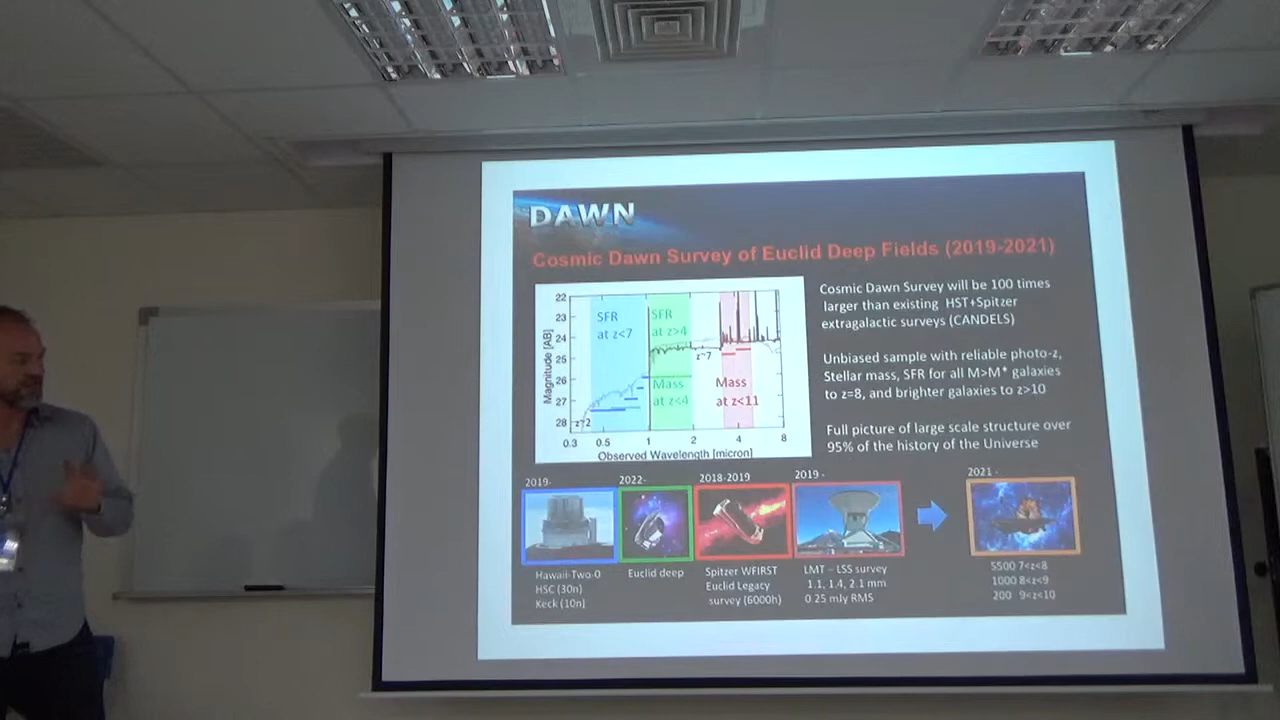 DAWN
Cosmic Dawn Survey of Euclid Deep Fields (2019-2021)
Cosmic Dawn Survey will be 100 times
larger than existing HST+Spitzer
extragalactic surveys (CANDELS)
Unbiased sample with reliable photo-z,
Stellar mass, SFR for all M>M* galaxies
to z=8, and brighter galaxies to z>10
Full picture of large scale structure over
95% of the history of the Universe
Magnitude [AB]
22
23
24
25
26
27
28
SFR
at z<7
SFR
at z>4
z~7
Mass
at z<4
Mass
at z<11
z~2
0.3 0.5 1 2 4 8
Observed Wavelength [micron]
2019-
2022-
2018-2019
2019 -
2021 -
Hawaii-Two-0
HSC (30n)
Keck (10n)
Euclid deep
Spitzer WFIRST
Euclid Legacy
survey (6000h)
LMT – LSS survey
1.1, 1.4, 2.1 mm
0.25 mJy RMS
5500 7<z<8
1000 8<z<9
200 9<z<10